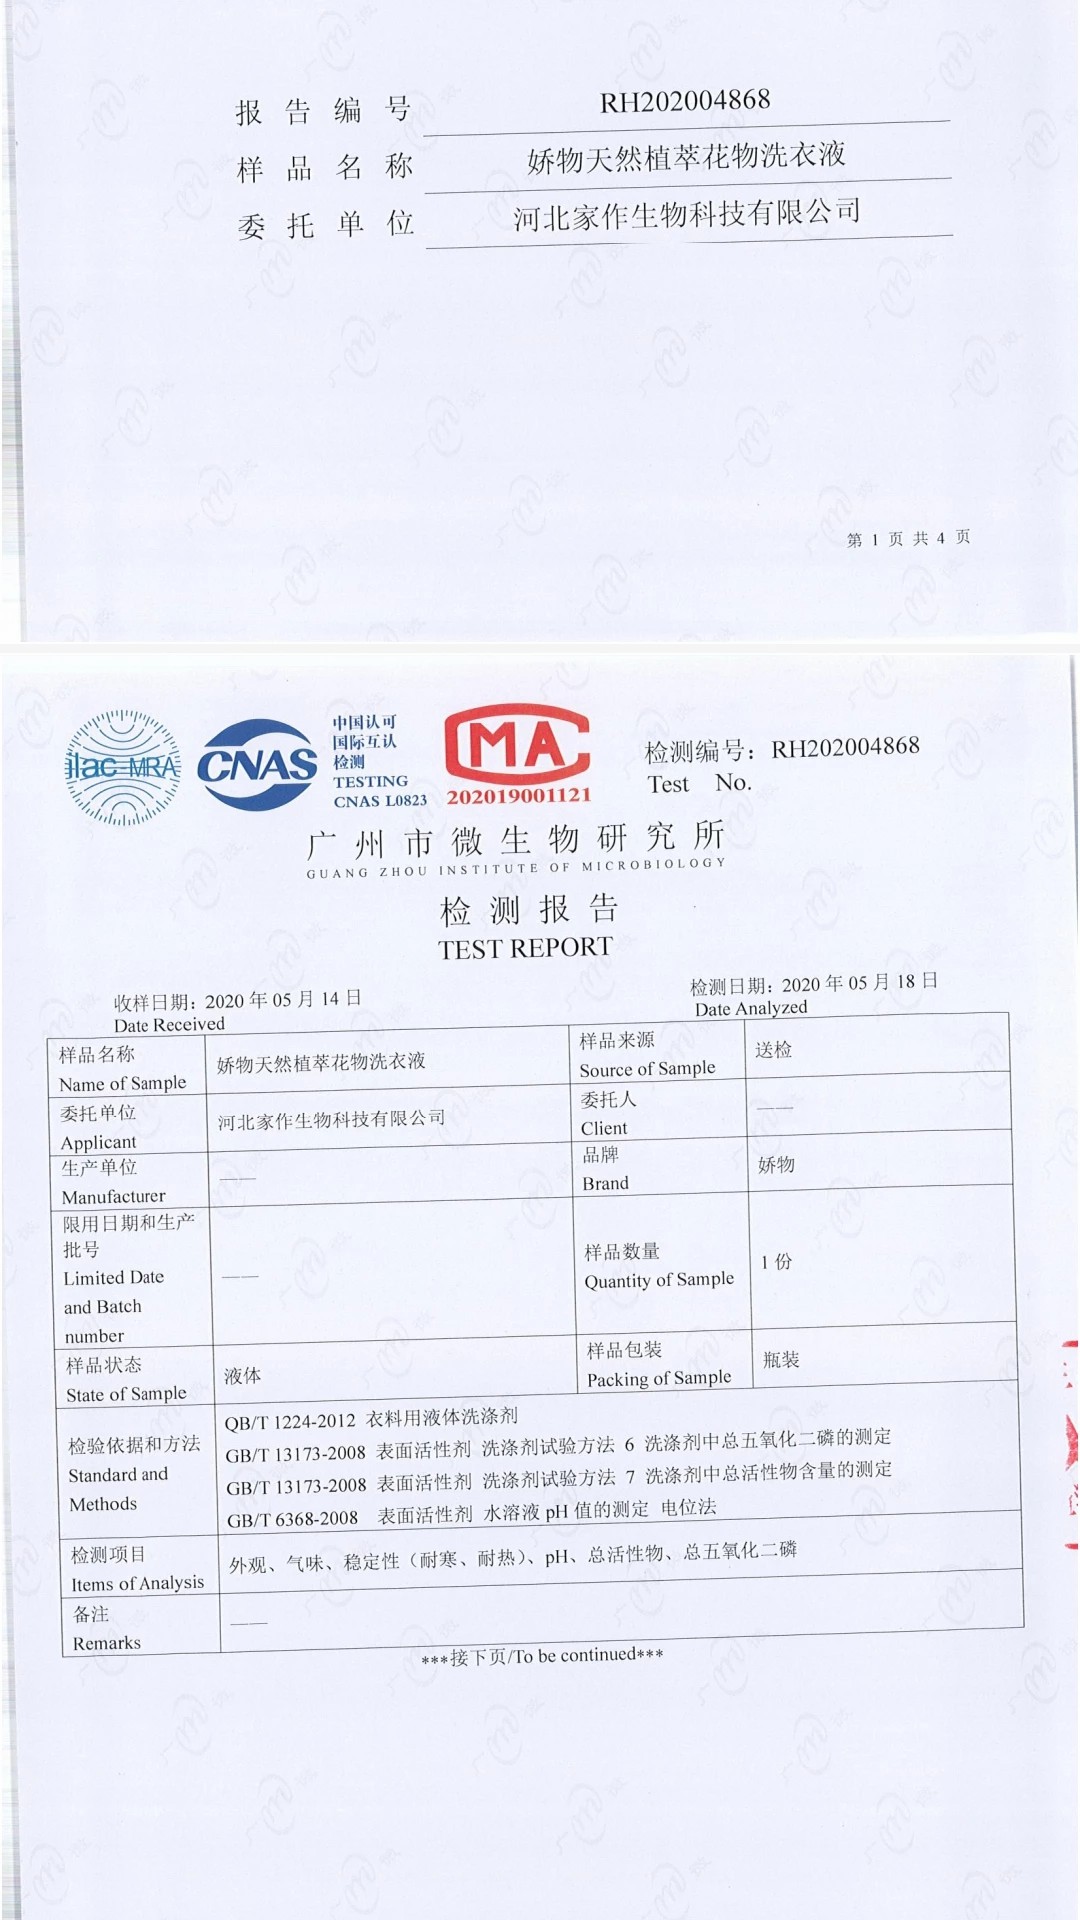 报告编号 RH202004868
样品名称 娇物天然植萃花物洗衣液
委托单位 河北家作生物科技有限公司
第 1 页 共 4 页
ilac-MRA
CNAS
中国认可
国际互认
检测
TESTING
CNAS L0823
MA
202019001121
检测编号：RH202004868
Test No.
广州市微生物研究所
GUANG ZHOU INSTITUTE OF MICROBIOLOGY
检测报告
TEST REPORT
收样日期：2020 年 05 月 14 日
Date Received
检测日期：2020 年 05 月 18 日
Date Analyzed
样品名称
Name of Sample
娇物天然植萃花物洗衣液
样品来源
Source of Sample
送检
委托单位
Applicant
河北家作生物科技有限公司
委托人
Client
——
生产单位
Manufacturer
——
品牌
Brand
娇物
限用日期和生产
批号
Limited Date
and Batch
number
——
样品数量
Quantity of Sample
1 份
样品状态
State of Sample
液体
样品包装
Packing of Sample
瓶装
检验依据和方法
Standard and
Methods
QB/T 1224-2012 衣料用液体洗涤剂
GB/T 13173-2008 表面活性剂 洗涤剂试验方法 6 洗涤剂中总五氧化二磷的测定
GB/T 13173-2008 表面活性剂 洗涤剂试验方法 7 洗涤剂中总活性物含量的测定
GB/T 6368-2008 表面活性剂 水溶液 pH 值的测定 电位法
检测项目
Items of Analysis
外观、气味、稳定性（耐寒、耐热）、pH、总活性物、总五氧化二磷
备注
Remarks
——
***接下页/To be continued***